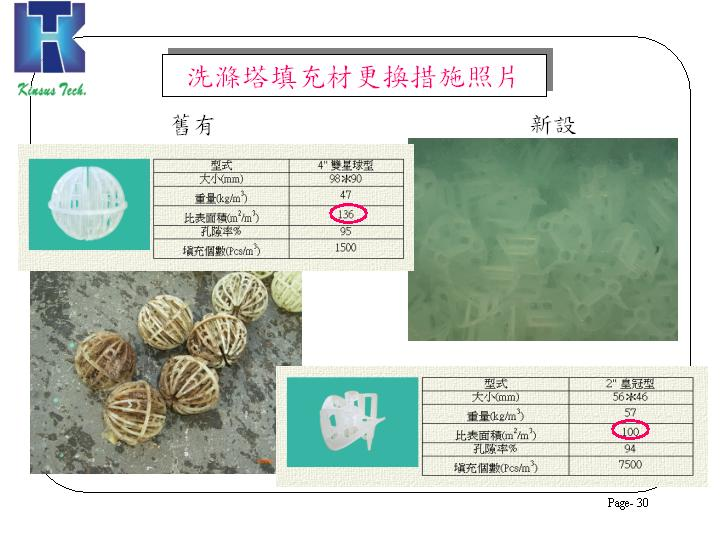 Kinsus Tech.
洗滌塔填充材更換措施照片
舊有
新設
型式 4" 雙星球型
大小(mm) 98*90
重量(kg/m³) 47
比表面積(m²/m³) 136
孔隙率% 95
填充個數(Pcs/m³) 1500
型式 2" 皇冠型
大小(mm) 56*46
重量(kg/m³) 57
比表面積(m²/m³) 100
孔隙率% 94
填充個數(Pcs/m³) 7500
Page- 30